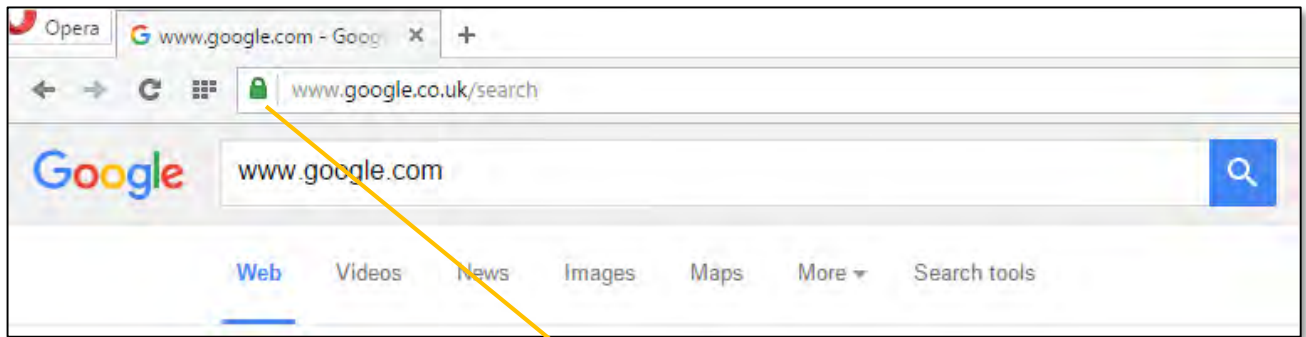 Opera www.google.com - Goog
www.google.co.uk/search
Google www.google.com
Web Videos News Images Maps More Search tools